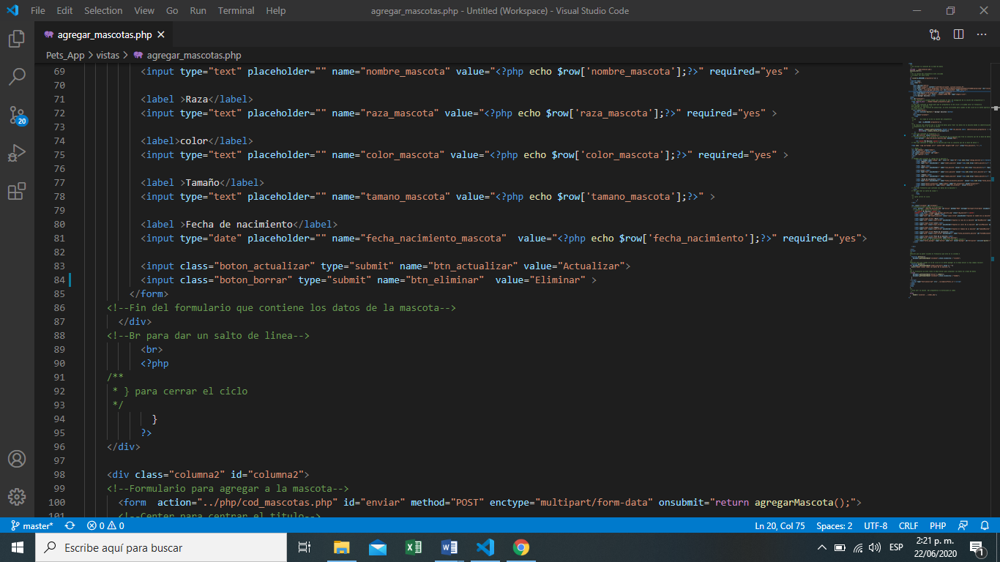 File Edit Selection View Go Run Terminal Help agregar_mascotas.php - Untitled (Workspace) - Visual Studio Code
agregar_mascotas.php
Pets_App > vistas > agregar_mascotas.php
69 <input type="text" placeholder="" name="nombre_mascota" value="<?php echo $row['nombre_mascota'];?>" required="yes" >
70
71 <label >Raza</label>
72 <input type="text" placeholder="" name="raza_mascota" value="<?php echo $row['raza_mascota'];?>" required="yes" >
73
74 <label>color</label>
75 <input type="text" placeholder="" name="color_mascota" value="<?php echo $row['color_mascota'];?>" required="yes" >
76
77 <label >Tamaño</label>
78 <input type="text" placeholder="" name="tamano_mascota" value="<?php echo $row['tamano_mascota'];?>" >
79
80 <label >Fecha de nacimiento</label>
81 <input type="date" placeholder="" name="fecha_nacimiento_mascota"  value="<?php echo $row['fecha_nacimiento'];?>" required="yes">
82
83 <input class="boton_actualizar" type="submit"  name="btn_actualizar" value="Actualizar">
84 <input class="boton_borrar" type="submit" name="btn_eliminar"  value="Eliminar" >
85 </form>
86 <!--Fin del formulario que contiene los datos de la mascota-->
87 </div>
88 <!--Br para dar un salto de linea-->
89 <br>
90 <?php
91 /**
92 * } para cerrar el ciclo
93 */
94 }
95 ?>
96 </div>
97
98 <div class="columna2" id="columna2">
99 <!--Formulario para agregar a la mascota-->
100 <form  action="../php/cod_mascotas.php" id="enviar" method="POST" enctype="multipart/form-data" onsubmit="return agregarMascota();">
101 <!--Center para centrar el titulo-->
20
master* 0 0 Ln 20, Col 75 Spaces: 2 UTF-8 CRLF PHP
Escribe aquí para buscar
ESP
2:21 p. m.
22/06/2020
1